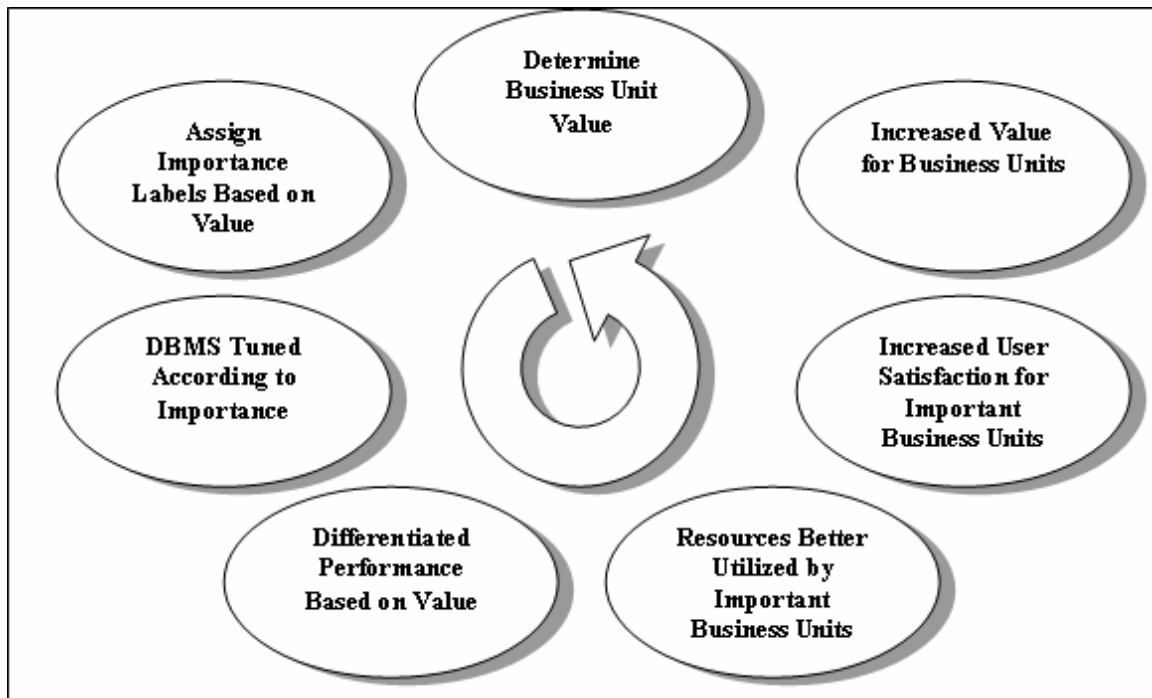 Determine
Business Unit
Value
Assign
Importance
Labels Based on
Value
Increased Value
for Business Units
DBMS Tuned
According to
Importance
Increased User
Satisfaction for
Important
Business Units
Differentiated
Performance
Based on Value
Resources Better
Utilized by
Important
Business Units